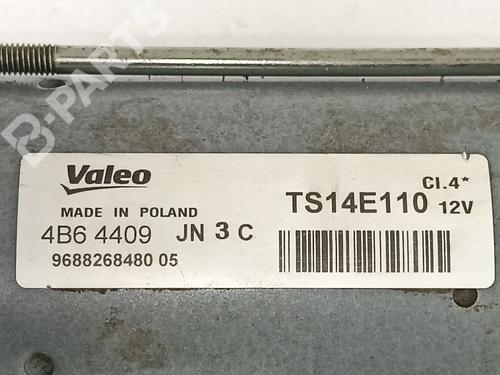 B-PARTS
Valeo
MADE IN POLAND
4B6 4409 JN 3 C
9688268480 05
Cl.4*
TS14E110 12V